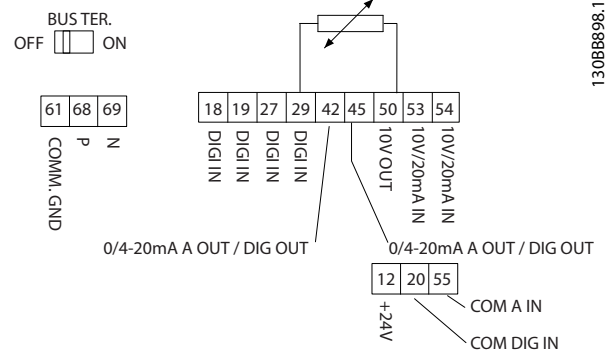 BUS TER.
OFF ON
130BB898.1
61 68 69
COMM. GND
P
N
18 19 27 29 42 45 50 53 54
DIGI IN
DIGI IN
DIGI IN
DIGI IN
10V OUT
10V/20mA IN
10V/20mA IN
0/4-20mA A OUT / DIG OUT
0/4-20mA A OUT / DIG OUT
12 20 55
+24V
COM A IN
COM DIG IN